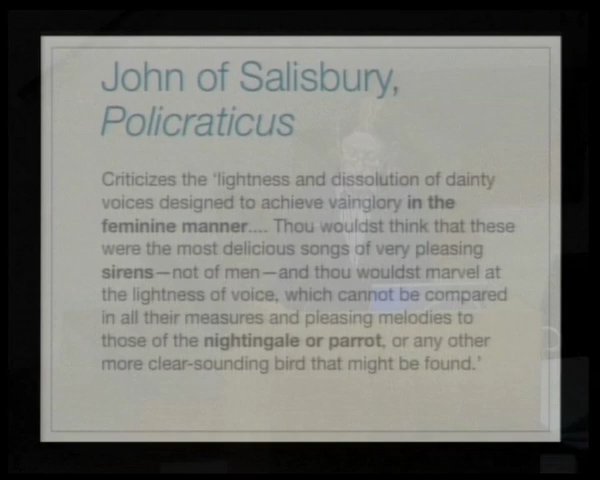 John of Salisbury,
Policraticus
Criticizes the 'lightness and dissolution of dainty
voices designed to achieve vainglory in the
feminine manner.... Thou wouldst think that these
were the most delicious songs of very pleasing
sirens—not of men—and thou wouldst marvel at
the lightness of voice, which cannot be compared
in all their measures and pleasing melodies to
those of the nightingale or parrot, or any other
more clear-sounding bird that might be found.'